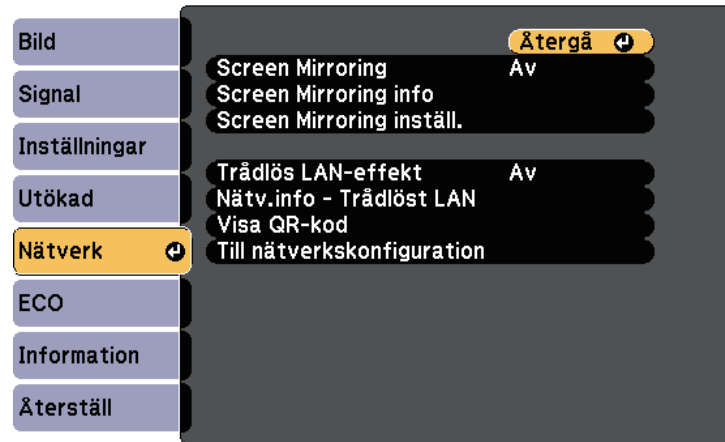 Bild
Signal
Inställningar
Utökad
Nätverk
ECO
Information
Återställ
Återgå
Screen Mirroring Av
Screen Mirroring info
Screen Mirroring inställ.
Trådlös LAN-effekt Av
Nätv.info - Trådlöst LAN
Visa QR-kod
Till nätverkskonfiguration